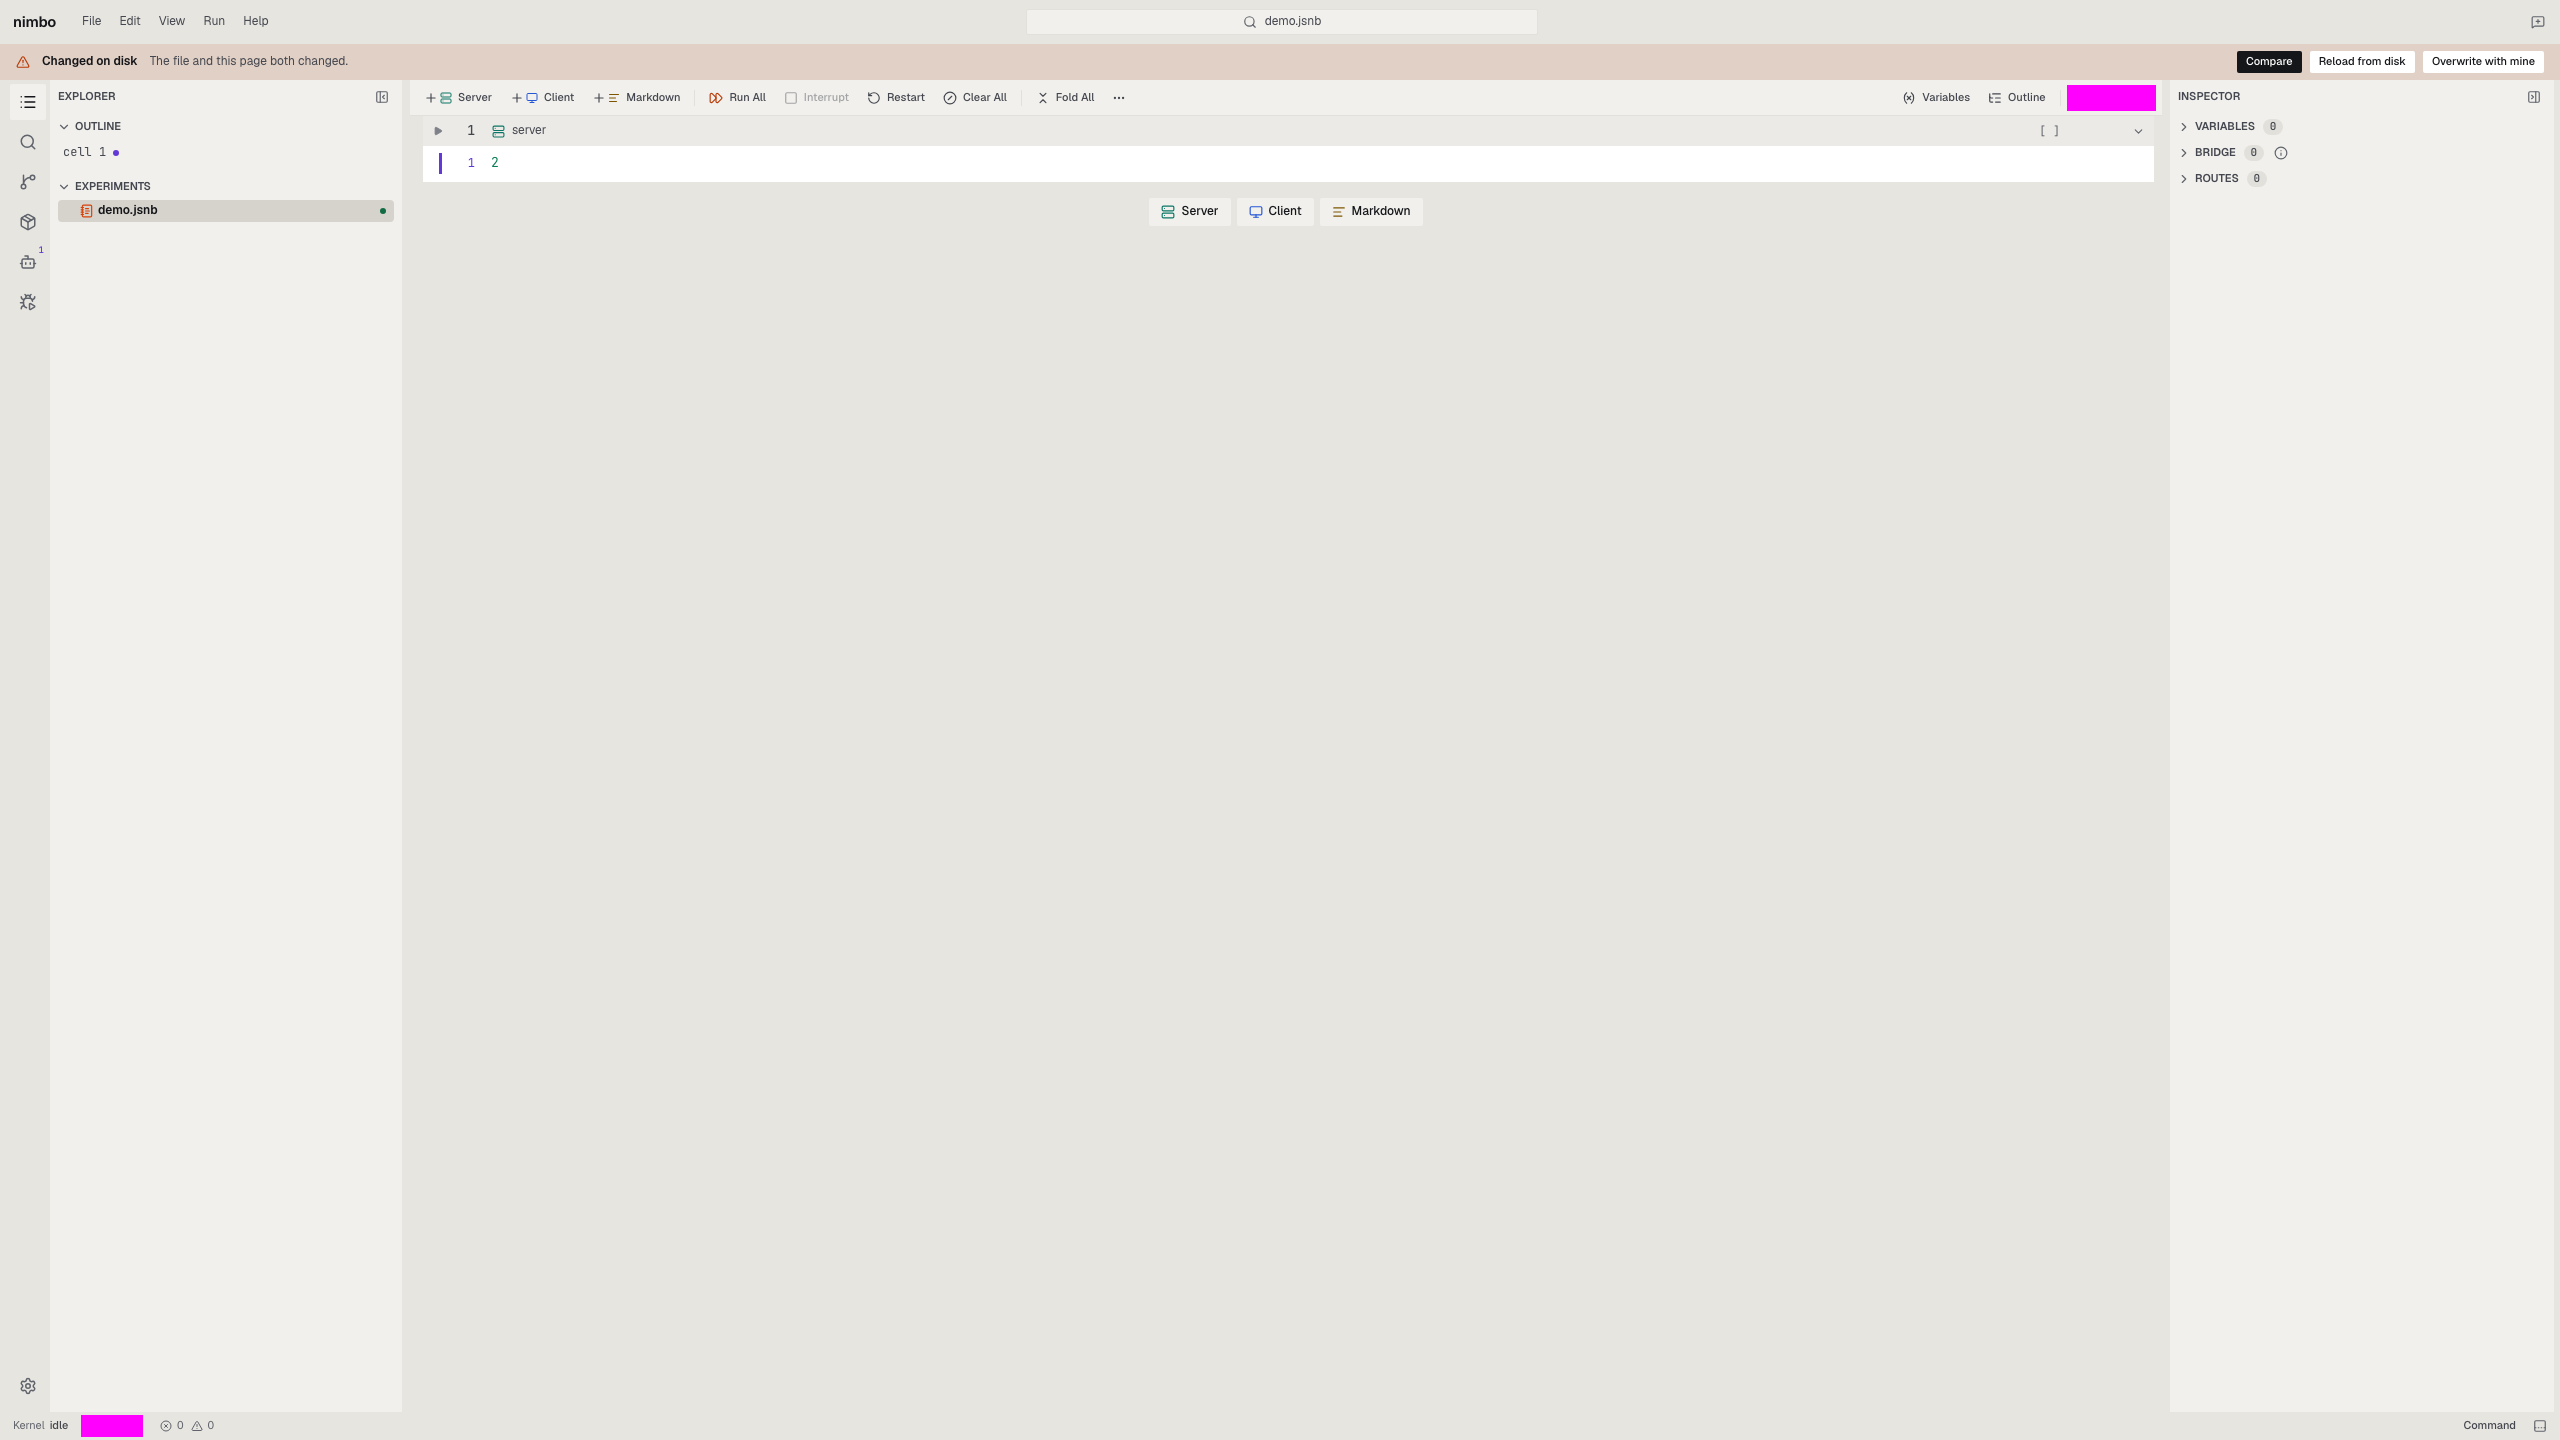 nimbo File Edit View Run Help demo.jsnb
Changed on disk The file and this page both changed. Compare Reload from disk Overwrite with mine
EXPLORER
OUTLINE
cell 1
EXPERIMENTS
demo.jsnb
1
Server Client Markdown Run All Interrupt Restart Clear All Fold All Variables Outline
1 server [ ]
1 2
Server Client Markdown
INSPECTOR
VARIABLES 0
BRIDGE 0
ROUTES 0
Kernel idle 0 0 Command